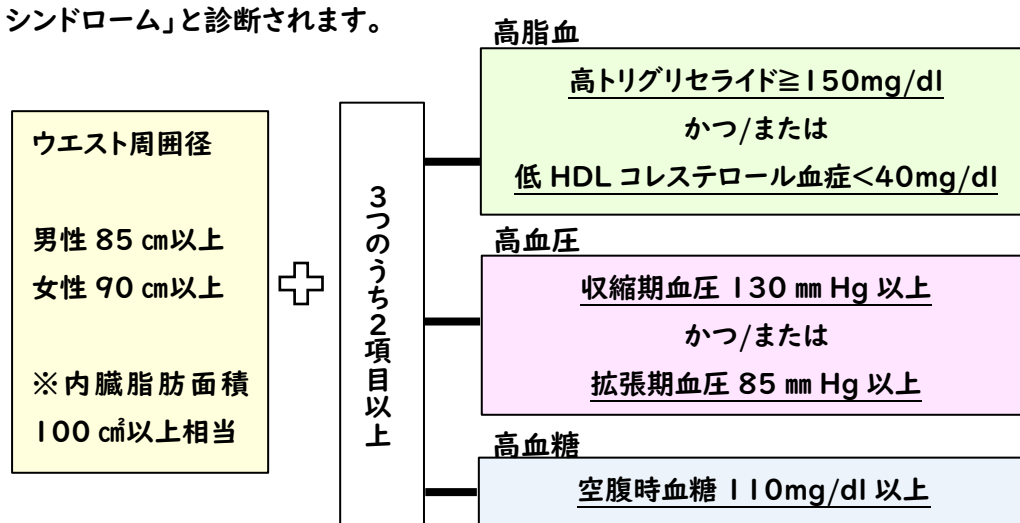 シンドローム」と診断されます。
ウエスト周囲径
男性 85 ㎝以上
女性 90 ㎝以上
※内臓脂肪面積
100 ㎠以上相当
3つのうち2項目以上
高脂血
高トリグリセライド≧150mg/dl
かつ/または
低 HDL コレステロール血症<40mg/dl
高血圧
収縮期血圧 130 ㎜ Hg 以上
かつ/または
拡張期血圧 85 ㎜ Hg 以上
高血糖
空腹時血糖 110mg/dl 以上